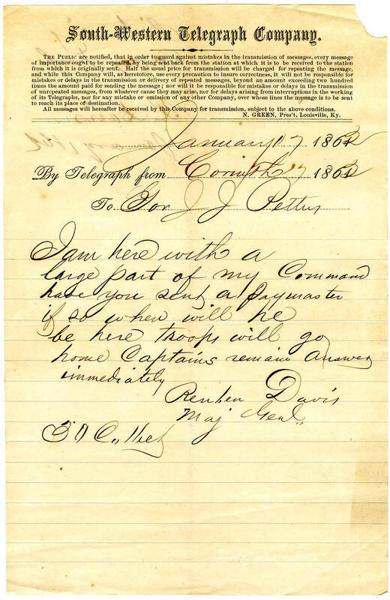 South-Western Telegraph Company.
THE PUBLIC are notified, that in order to guard against mistakes in the transmission of messages, every message
of importance ought to be repeated, by being sent back from the station at which it is to be received to the station
from which it is originally sent. Half the usual price for transmission will be charged for repeating the message,
and while this Company will, as heretofore, use every precaution to insure correctness, it will not be responsible for
mistakes or delays in the transmission or delivery of repeated messages, beyond an amount exceeding two hundred
times the amount paid for sending the message; nor will it be responsible for mistakes or delays in the transmission
of unrepeated messages, from whatever cause they may arise, nor for delays arising from interruptions in the working
of its Telegraphs, nor for any mistake or omission of any other Company, over whose lines the message is to be sent
to reach its place of destination.
All messages will hereafter be received by this Company for transmission, subject to the above conditions.
N. GREEN, Pres't, Louisville, Ky.
January 17 186
By Telegraph from Corinth 17 186
To Gov J J Pettus
I am here with a
large part of my Command
have you sent a paymaster
if so when will he
be here troops will go
home Captains remain Answer
immediately
Reuben Davis
Maj Genl